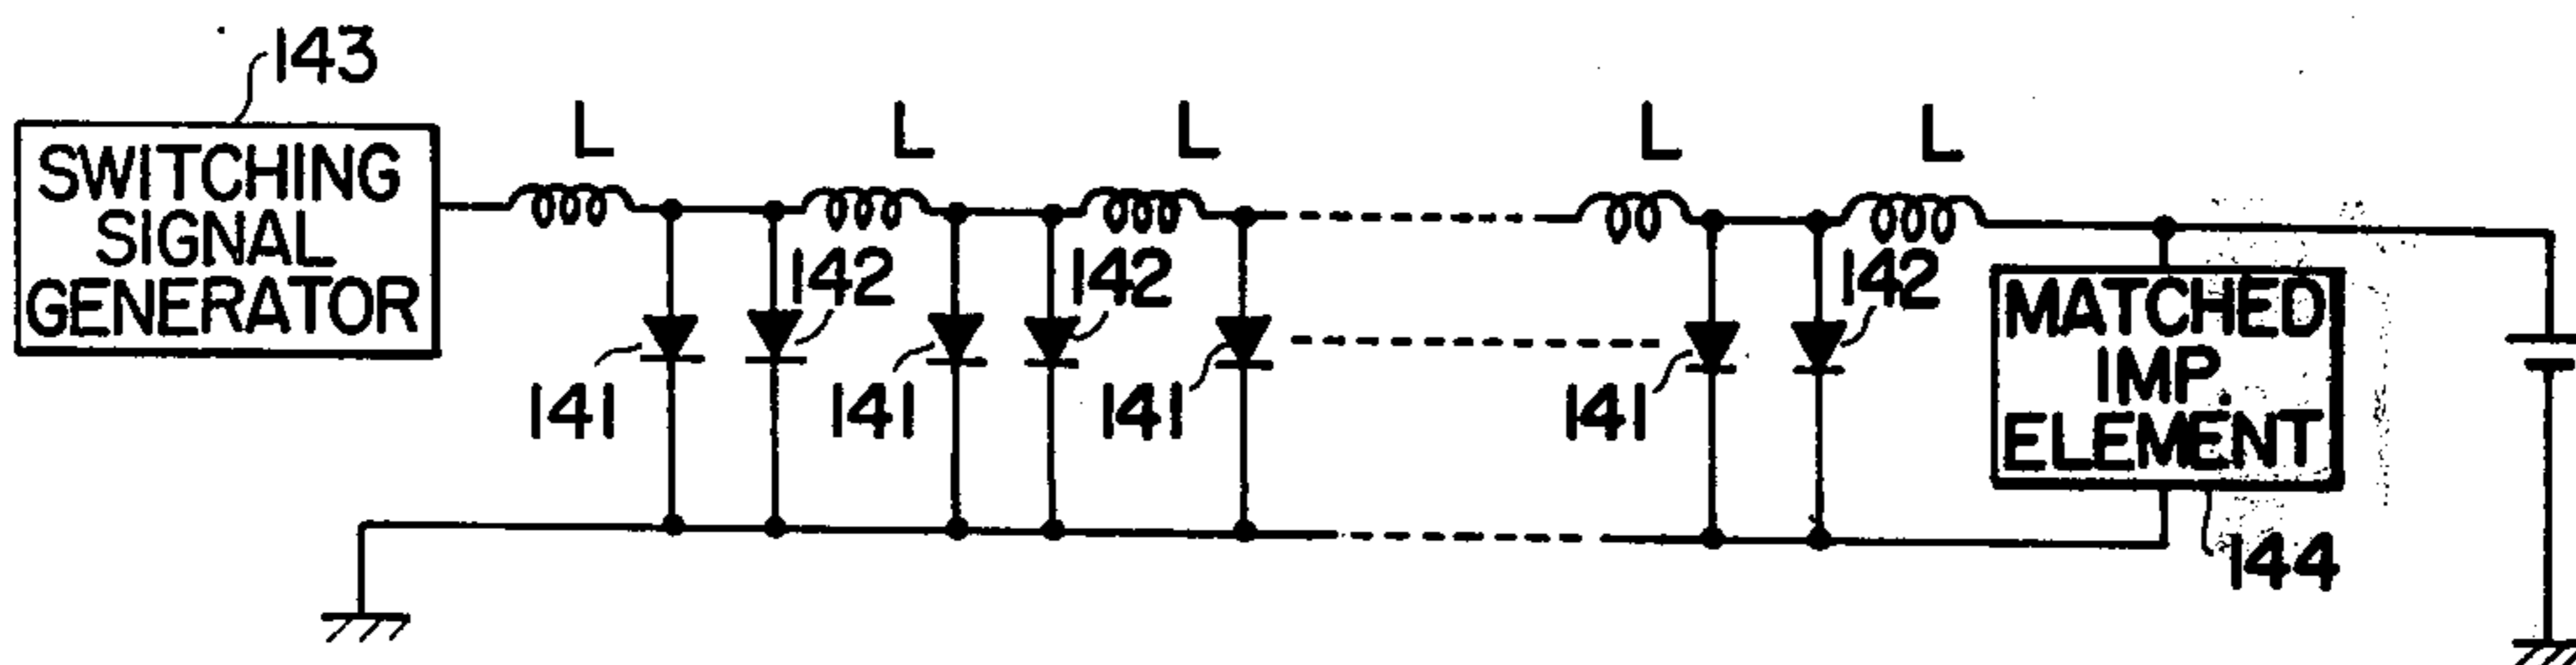 143
L L L L L
SWITCHING
SIGNAL
GENERATOR
142 142 142
141 141 141 141
MATCHED
IMP.
ELEMENT
144